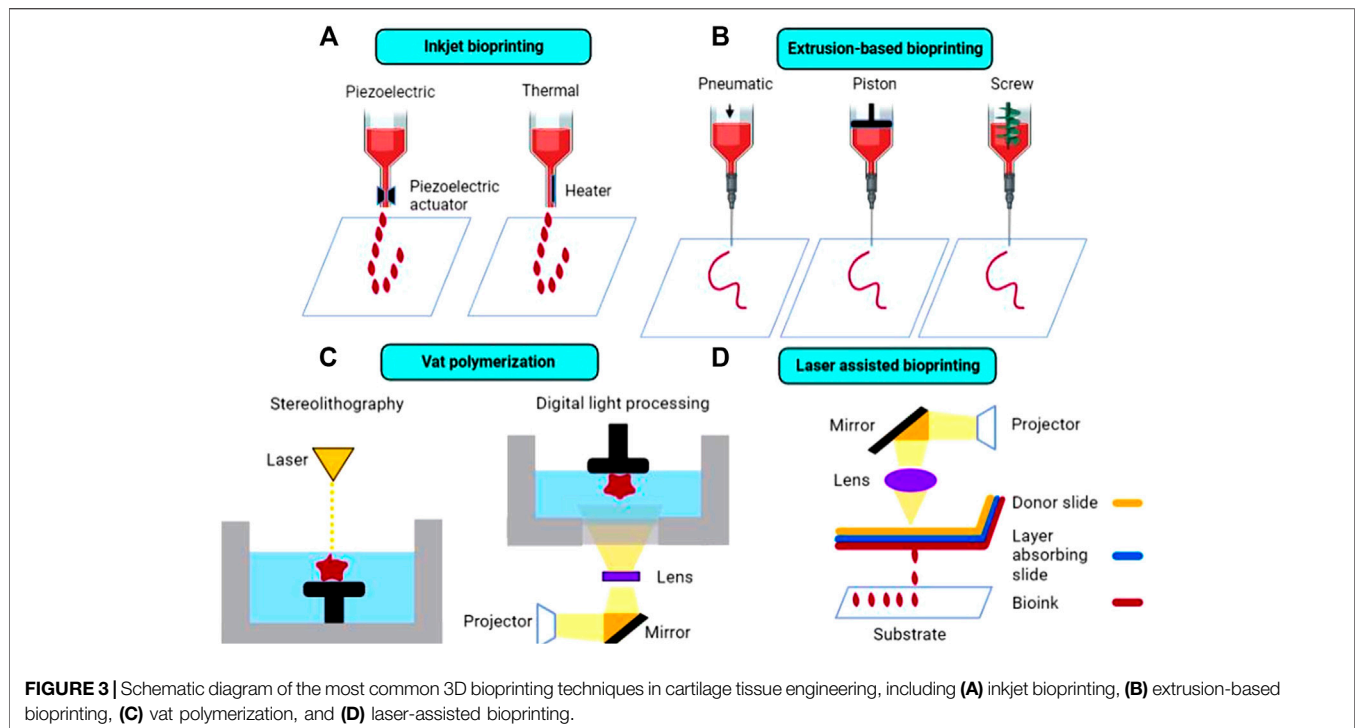 A
Inkjet bioprinting
Piezoelectric
Thermal
Piezoelectric
actuator
Heater
B
Extrusion-based bioprinting
Pneumatic
Piston
Screw
C
Vat polymerization
Stereolithography
Digital light processing
Laser
Lens
Projector
Mirror
D
Laser assisted bioprinting
Mirror
Projector
Lens
Donor slide
Layer
absorbing
slide
Bioink
Substrate
FIGURE 3 | Schematic diagram of the most common 3D bioprinting techniques in cartilage tissue engineering, including (A) inkjet bioprinting, (B) extrusion-based
bioprinting, (C) vat polymerization, and (D) laser-assisted bioprinting.